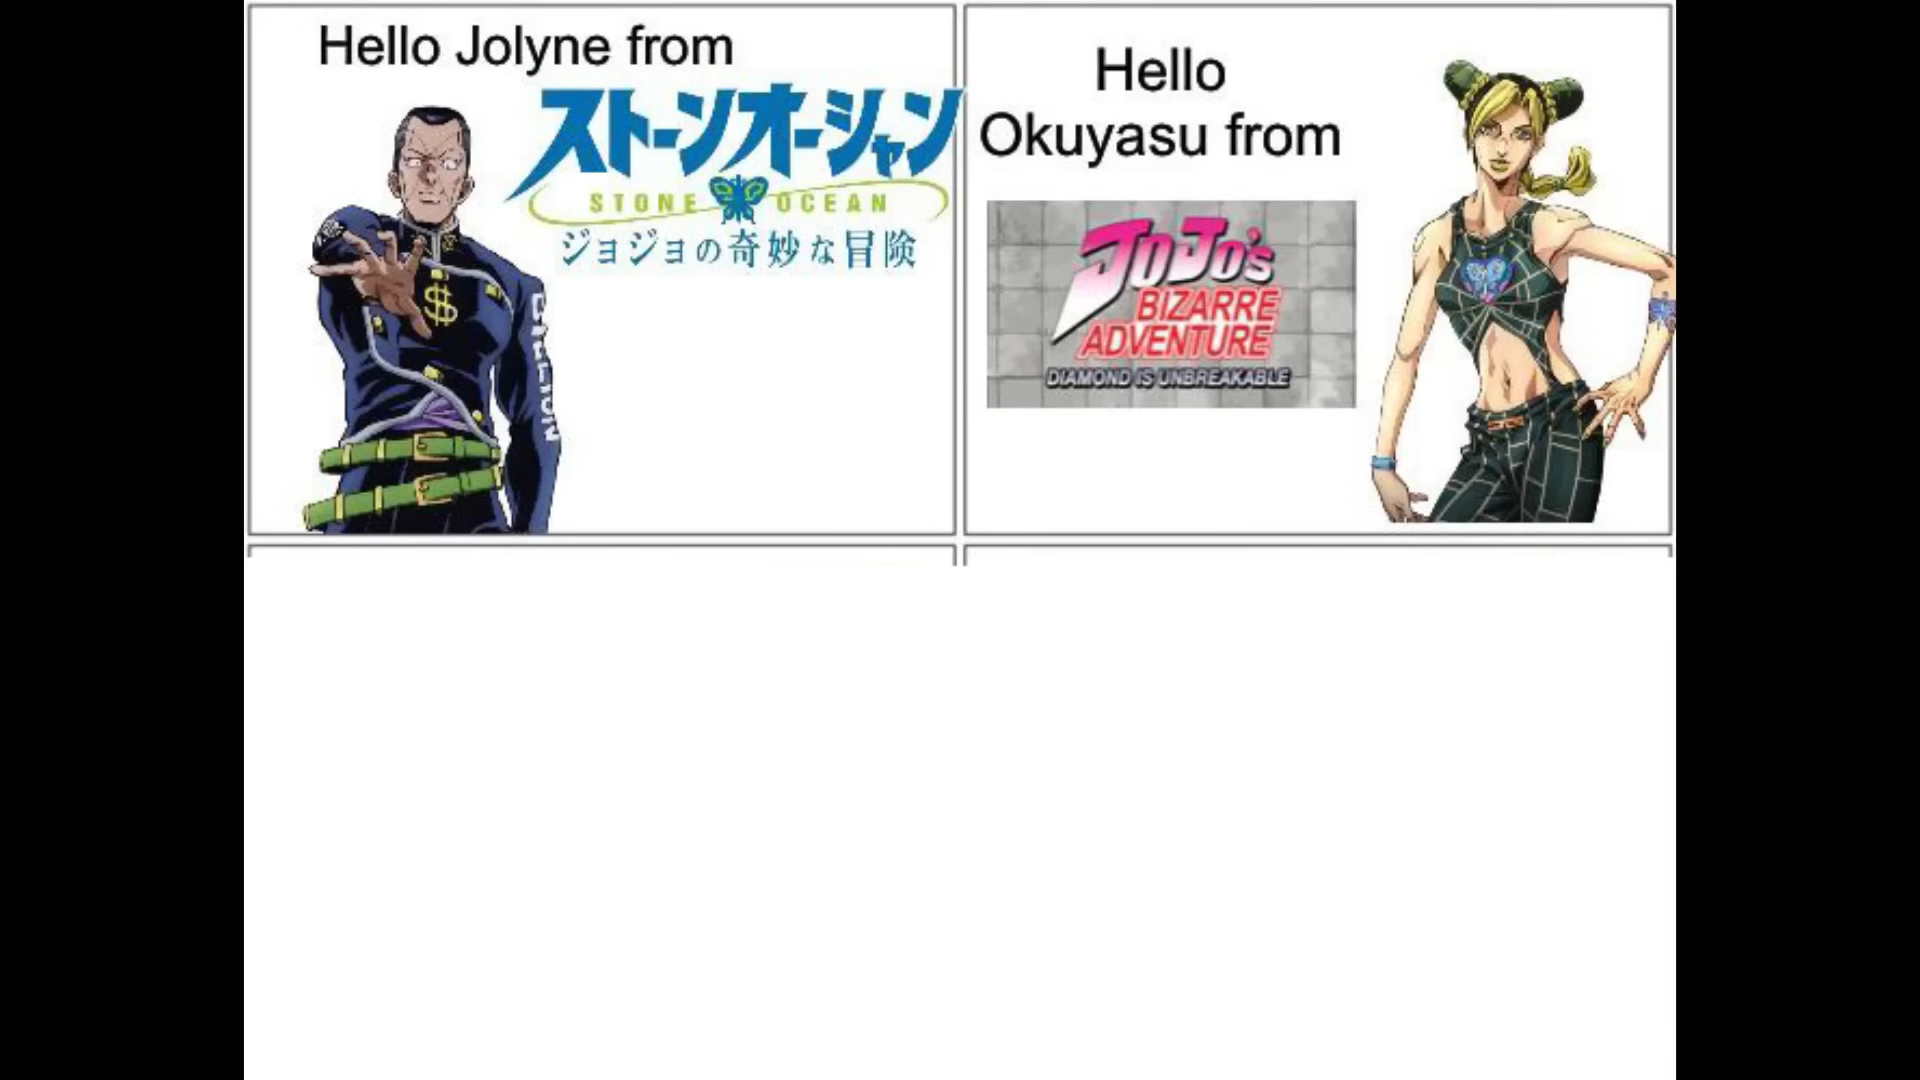 Hello Jolyne from
ストーンオーシャン
STONE OCEAN
ジョジョの奇妙な冒険
$
Hello
Okuyasu from
JoJo's
BIZARRE
ADVENTURE
DIAMOND IS UNBREAKABLE